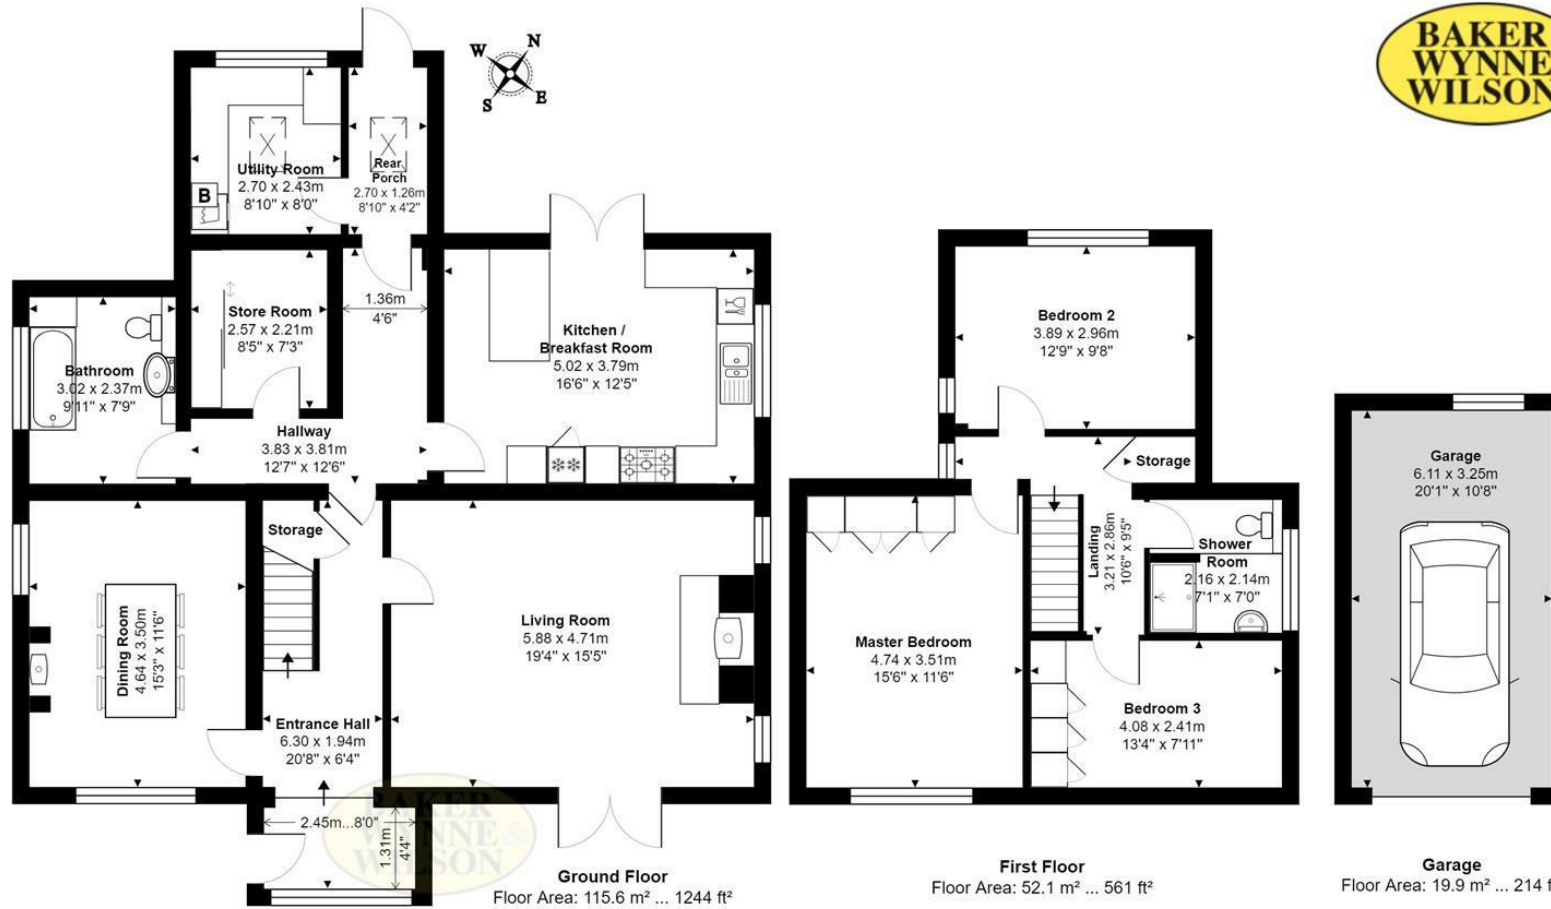 BAKER
WYNNE
WILSON
W
N
S
E
Utility Room
2.70 x 2.43m
8'10" x 8'0"
B
Rear
Porch
2.70 x 1.26m
8'10" x 4'2"
Store Room
2.57 x 2.21m
8'5" x 7'3"
1.36m
4'6"
Kitchen /
Breakfast Room
5.02 x 3.79m
16'6" x 12'5"
Bathroom
3.02 x 2.37m
9'11" x 7'9"
Hallway
3.83 x 3.81m
12'7" x 12'6"
Storage
Dining Room
4.64 x 3.50m
15'3" x 11'6"
Living Room
5.88 x 4.71m
19'4" x 15'5"
Entrance Hall
6.30 x 1.94m
20'8" x 6'4"
2.45m...8'0"
1.31m
4'4"
BAKER
WYNNE &
WILSON
Ground Floor
Floor Area: 115.6 m² ... 1244 ft²
Bedroom 2
3.89 x 2.96m
12'9" x 9'8"
Storage
Landing
3.21 x 2.86m
10'6" x 9'5"
Shower
Room
2.16 x 2.14m
7'1" x 7'0"
Master Bedroom
4.74 x 3.51m
15'6" x 11'6"
Bedroom 3
4.08 x 2.41m
13'4" x 7'11"
First Floor
Floor Area: 52.1 m² ... 561 ft²
Garage
6.11 x 3.25m
20'1" x 10'8"
Garage
Floor Area: 19.9 m² ... 214 f